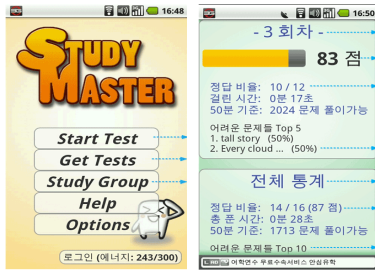 16:48
STUDY
MASTER
Start Test
Get Tests
Study Group
Help
Options
로그인 (에너지: 243/300)
16:50
- 3 회차 -
83 점
정답 비율: 10 / 12
걸린 시간: 0분 17초
50분 기준: 2024 문제 풀이가능
어려운 문제들 Top 5
1. tall story (50%)
2. Every cloud ... (50%)
전체 통계
정답 비율: 14 / 16 (87 점)
총 푼 시간: 0분 28초
50분 기준: 1713 문제 풀이가능
어려운 문제들 Top 10
어학연수 무료수속서비스 안심유학